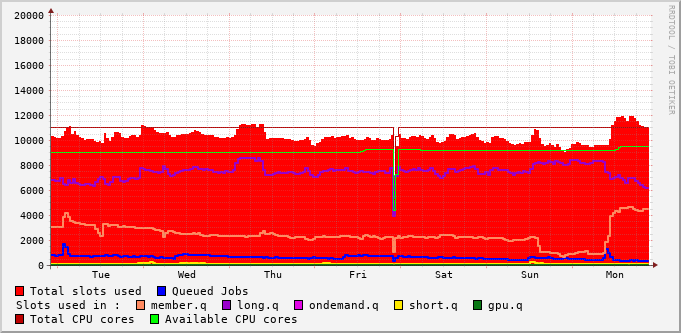 20000
18000
16000
14000
12000
10000
8000
6000
4000
2000
0
Tue Wed Thu Fri Sat Sun Mon
RRDTOOL / TOBI OETIKER
Total slots used Queued Jobs
Slots used in : member.q long.q ondemand.q short.q gpu.q
Total CPU cores Available CPU cores